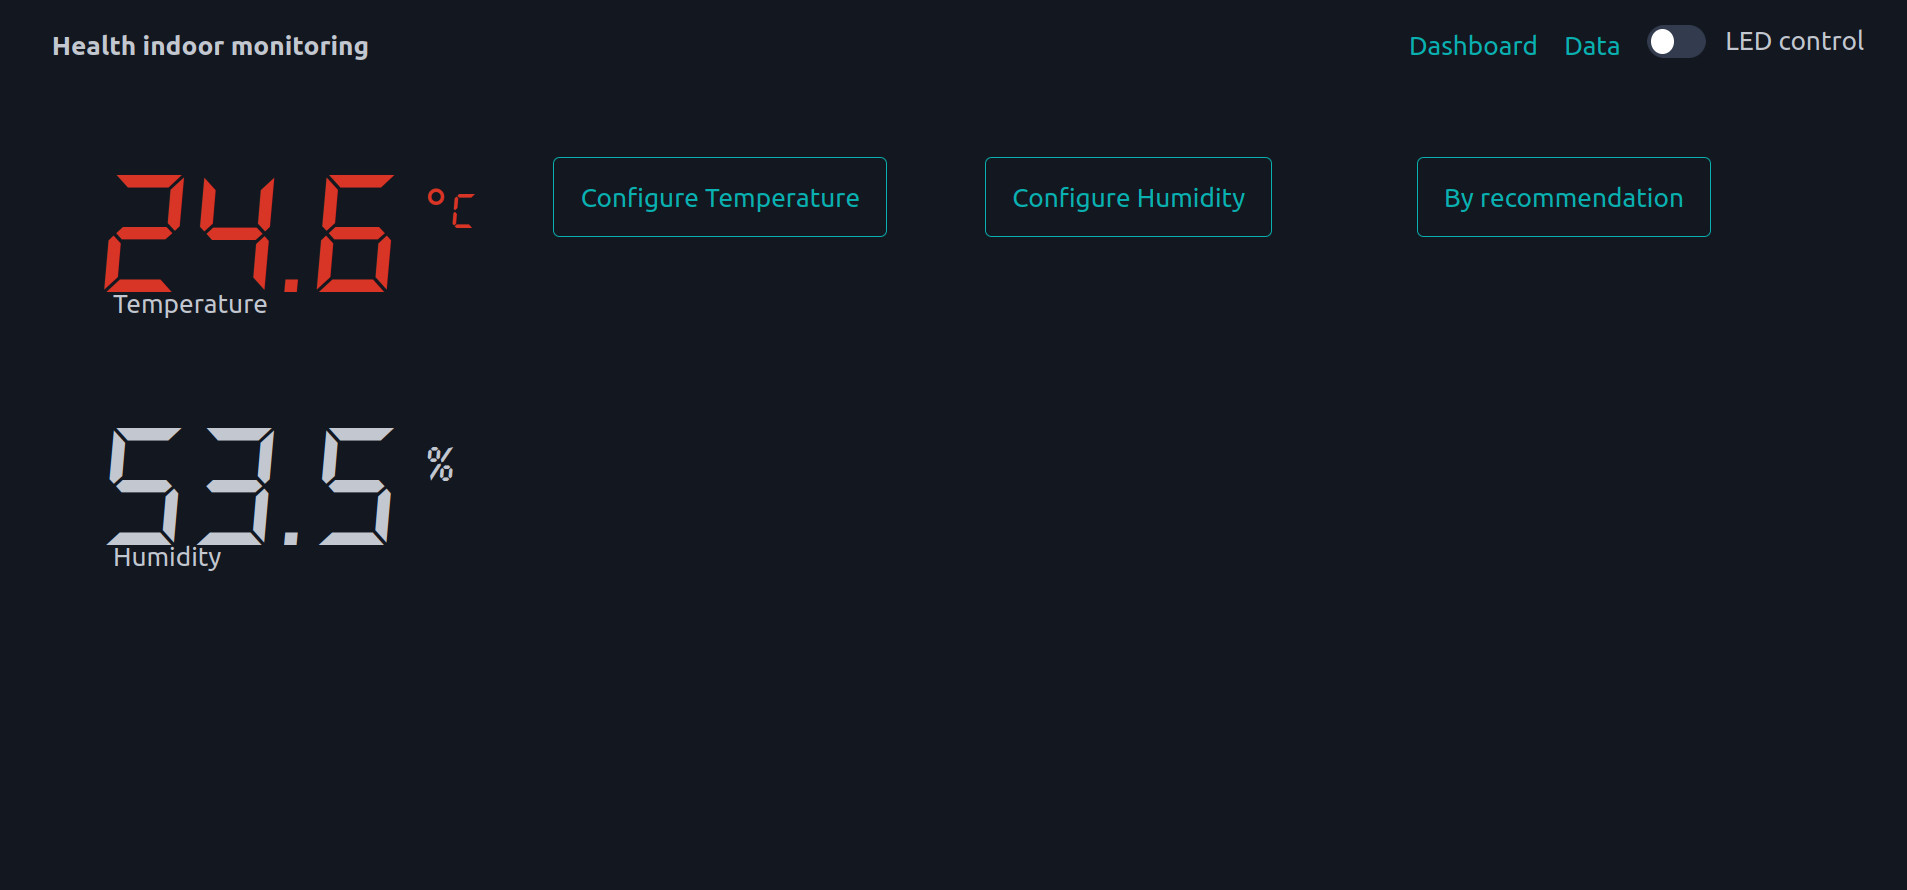 Health indoor monitoring
Dashboard Data LED control
24.6 °C
Temperature
Configure Temperature
Configure Humidity
By recommendation
53.5 %
Humidity